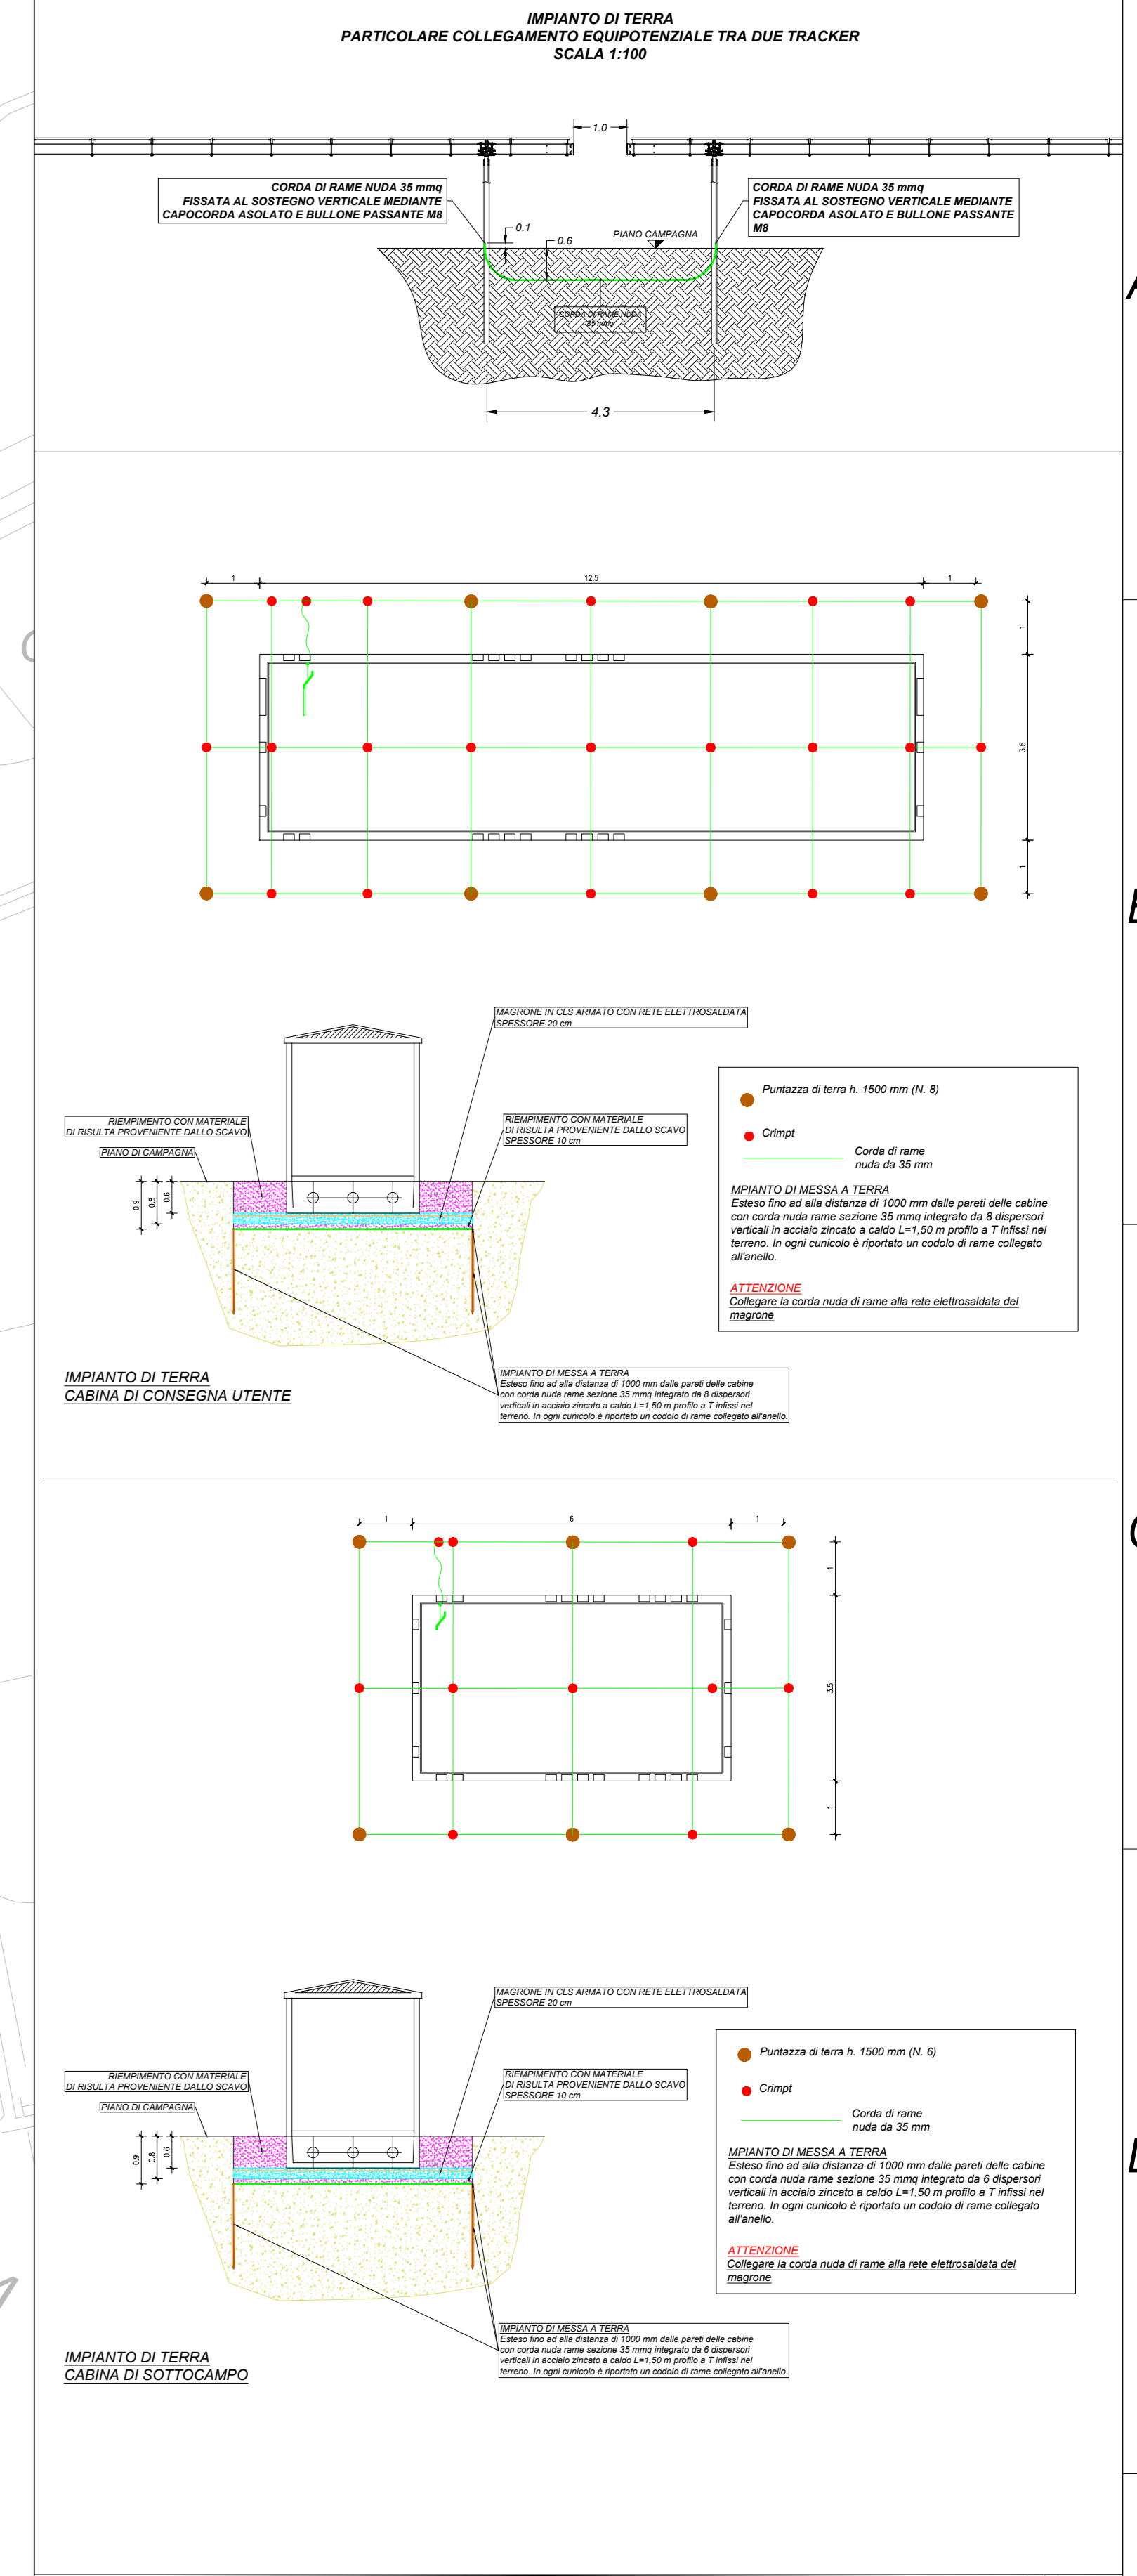 IMPIANTO DI TERRA
PARTICOLARE COLLEGAMENTO EQUIPOTENZIALE TRA DUE TRACKER
SCALA 1:100
1.0
CORDA DI RAME NUDA 35 mmq
FISSATA AL SOSTEGNO VERTICALE MEDIANTE
CAPOCORDA ASOLATO E BULLONE PASSANTE M8
CORDA DI RAME NUDA 35 mmq
FISSATA AL SOSTEGNO VERTICALE MEDIANTE
CAPOCORDA ASOLATO E BULLONE PASSANTE
M8
0.1
0.6
PIANO CAMPAGNA
CORDA DI RAME NUDA
35 mmq
4.3
A
1
12.5
1
1
3.5
1
MAGRONE IN CLS ARMATO CON RETE ELETTROSALDATA
SPESSORE 20 cm
RIEMPIMENTO CON MATERIALE
DI RISULTA PROVENIENTE DALLO SCAVO
RIEMPIMENTO CON MATERIALE
DI RISULTA PROVENIENTE DALLO SCAVO
SPESSORE 10 cm
PIANO DI CAMPAGNA
0.9
0.8
0.6
Puntazza di terra h. 1500 mm (N. 8)
Crimpt
Corda di rame
nuda da 35 mm
MPIANTO DI MESSA A TERRA
Esteso fino ad alla distanza di 1000 mm dalle pareti delle cabine
con corda nuda rame sezione 35 mmq integrato da 8 dispersori
verticali in acciaio zincato a caldo L=1,50 m profilo a T infissi nel
terreno. In ogni cunicolo è riportato un codolo di rame collegato
all'anello.
ATTENZIONE
Collegare la corda nuda di rame alla rete elettrosaldata del
magrone
IMPIANTO DI TERRA
CABINA DI CONSEGNA UTENTE
IMPIANTO DI MESSA A TERRA
Esteso fino ad alla distanza di 1000 mm dalle pareti delle cabine
con corda nuda rame sezione 35 mmq integrato da 8 dispersori
verticali in acciaio zincato a caldo L=1,50 m profilo a T infissi nel
terreno. In ogni cunicolo è riportato un codolo di rame collegato all'anello.
1
6
1
1
3.5
1
MAGRONE IN CLS ARMATO CON RETE ELETTROSALDATA
SPESSORE 20 cm
RIEMPIMENTO CON MATERIALE
DI RISULTA PROVENIENTE DALLO SCAVO
RIEMPIMENTO CON MATERIALE
DI RISULTA PROVENIENTE DALLO SCAVO
SPESSORE 10 cm
PIANO DI CAMPAGNA
0.9
0.8
0.6
Puntazza di terra h. 1500 mm (N. 6)
Crimpt
Corda di rame
nuda da 35 mm
MPIANTO DI MESSA A TERRA
Esteso fino ad alla distanza di 1000 mm dalle pareti delle cabine
con corda nuda rame sezione 35 mmq integrato da 6 dispersori
verticali in acciaio zincato a caldo L=1,50 m profilo a T infissi nel
terreno. In ogni cunicolo è riportato un codolo di rame collegato
all'anello.
ATTENZIONE
Collegare la corda nuda di rame alla rete elettrosaldata del
magrone
IMPIANTO DI TERRA
CABINA DI SOTTOCAMPO
IMPIANTO DI MESSA A TERRA
Esteso fino ad alla distanza di 1000 mm dalle pareti delle cabine
con corda nuda rame sezione 35 mmq integrato da 6 dispersori
verticali in acciaio zincato a caldo L=1,50 m profilo a T infissi nel
terreno. In ogni cunicolo è riportato un codolo di rame collegato all'anello.